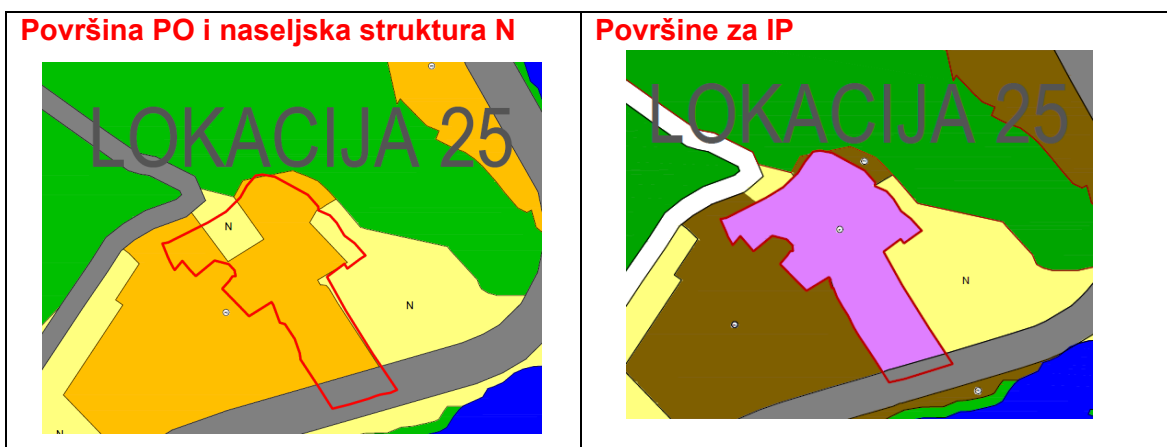 Površina PO i naseljska struktura N
Površine za IP
LOKACIJA 25
N
N
N
LOKACIJA 25
N